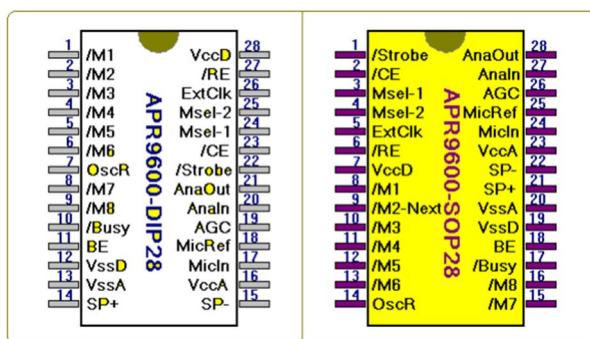 1 /M1 VccD 28
2 /M2 /RE 27
3 /M3 ExtClk 26
4 /M4 Msel-2 25
5 /M5 Msel-1 24
6 /M6 /CE 23
7 OscR /Strobe 22
8 /M7 AnaOut 21
9 /M8 AnaIn 20
10 /Busy AGC 19
11 BE MicRef 18
12 VssD MicIn 17
13 VssA VccA 16
14 SP+ SP- 15
APR9600-DIP28
1 /Strobe AnaOut 28
2 /CE AnaIn 27
3 Msel-1 AGC 26
4 Msel-2 MicRef 25
5 ExtClk MicIn 24
6 /RE VccA 23
7 VccD SP- 22
8 /M1 SP+ 21
9 /M2-Next VssA 20
10 /M3 VssD 19
11 /M4 BE 18
12 /M5 /Busy 17
13 /M6 /M8 16
14 OscR /M7 15
APR9600-SOP28